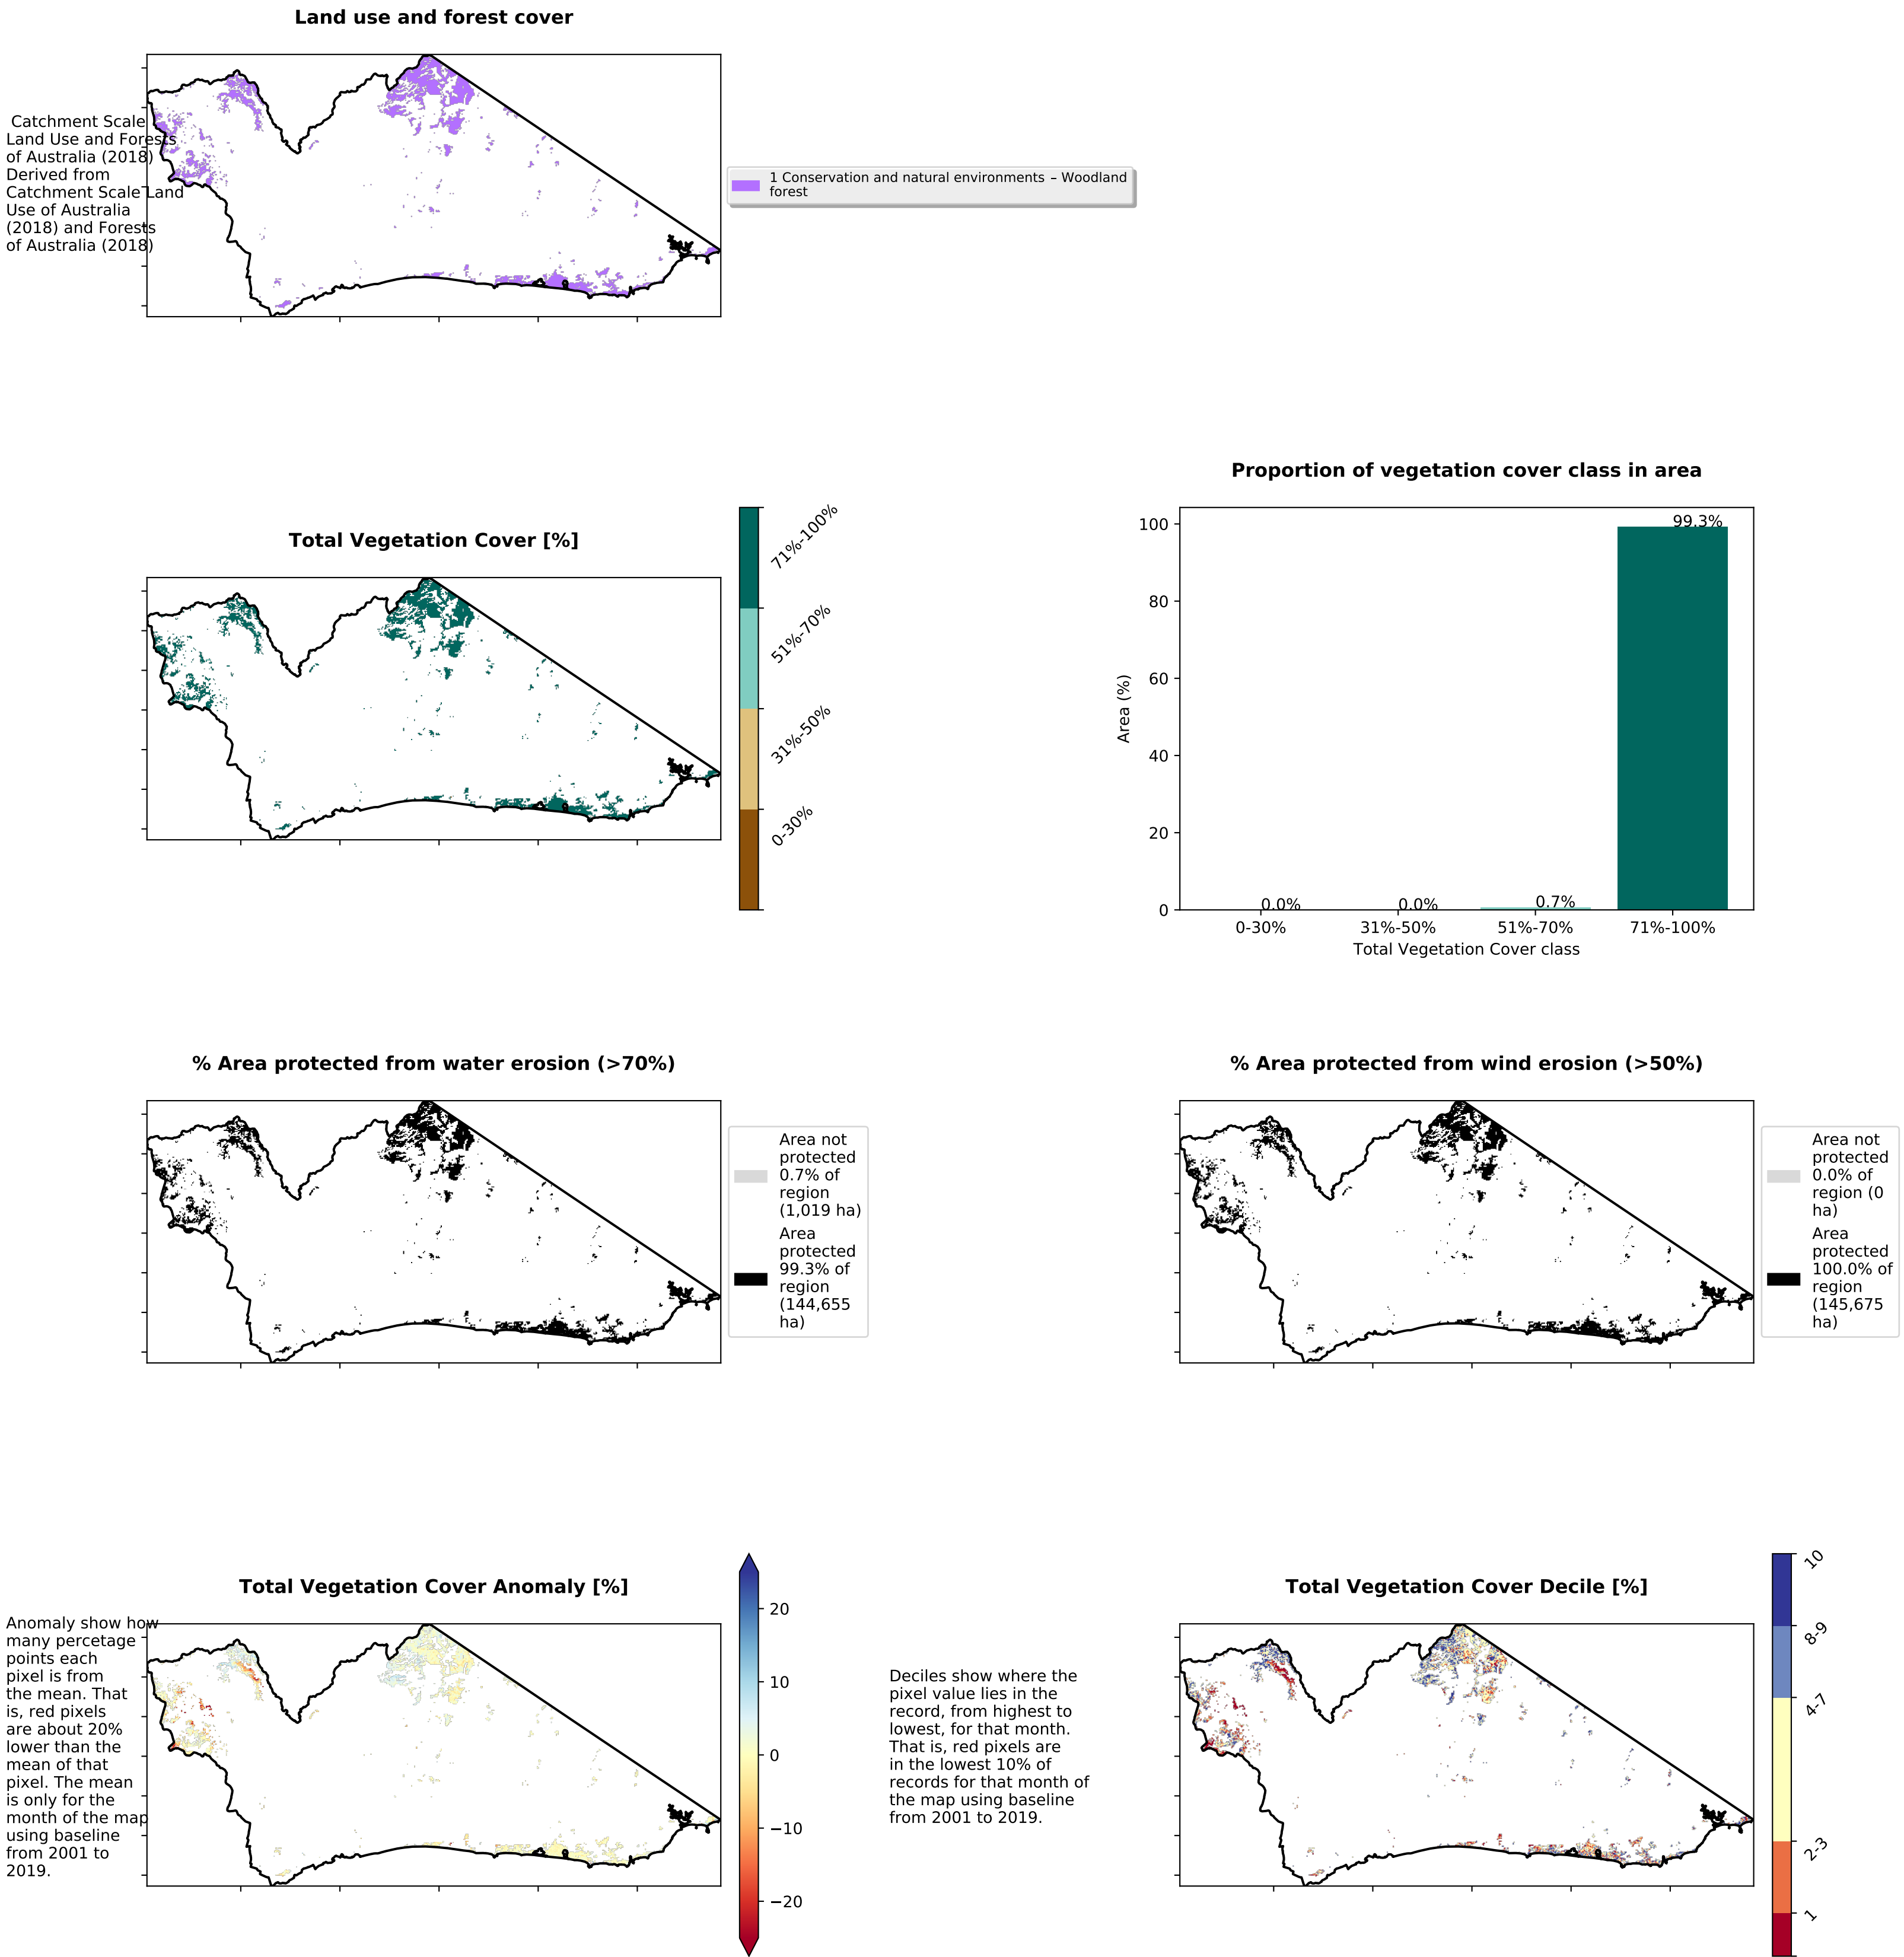 Land use and forest cover
Catchment Scale
Land Use and Forests
of Australia (2018)
Derived from
Catchment Scale Land
Use of Australia
(2018) and Forests
of Australia (2018)
1 Conservation and natural environments – Woodland
forest
Total Vegetation Cover [%]
71%-100%
51%-70%
31%-50%
0-30%
Proportion of vegetation cover class in area
100
80
60
40
20
0
Area (%)
0.0%
0.0%
0.7%
99.3%
0-30%
31%-50%
51%-70%
71%-100%
Total Vegetation Cover class
% Area protected from water erosion (>70%)
Area not
protected
0.7% of
region
(1,019 ha)
Area
protected
99.3% of
region
(144,655
ha)
% Area protected from wind erosion (>50%)
Area not
protected
0.0% of
region (0
ha)
Area
protected
100.0% of
region
(145,675
ha)
Total Vegetation Cover Anomaly [%]
Anomaly show how
many percetage
points each
pixel is from
the mean. That
is, red pixels
are about 20%
lower than the
mean of that
pixel. The mean
is only for the
month of the map
using baseline
from 2001 to
2019.
20
10
0
−10
−20
Deciles show where the
pixel value lies in the
record, from highest to
lowest, for that month.
That is, red pixels are
in the lowest 10% of
records for that month of
the map using baseline
from 2001 to 2019.
Total Vegetation Cover Decile [%]
10
8-9
4-7
2-3
1